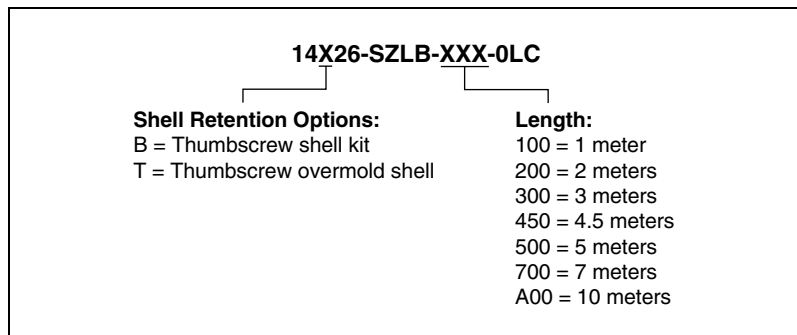 14X26-SZLB-XXX-0LC
Shell Retention Options:
B = Thumbscrew shell kit
T = Thumbscrew overmold shell
Length:
100 = 1 meter
200 = 2 meters
300 = 3 meters
450 = 4.5 meters
500 = 5 meters
700 = 7 meters
A00 = 10 meters